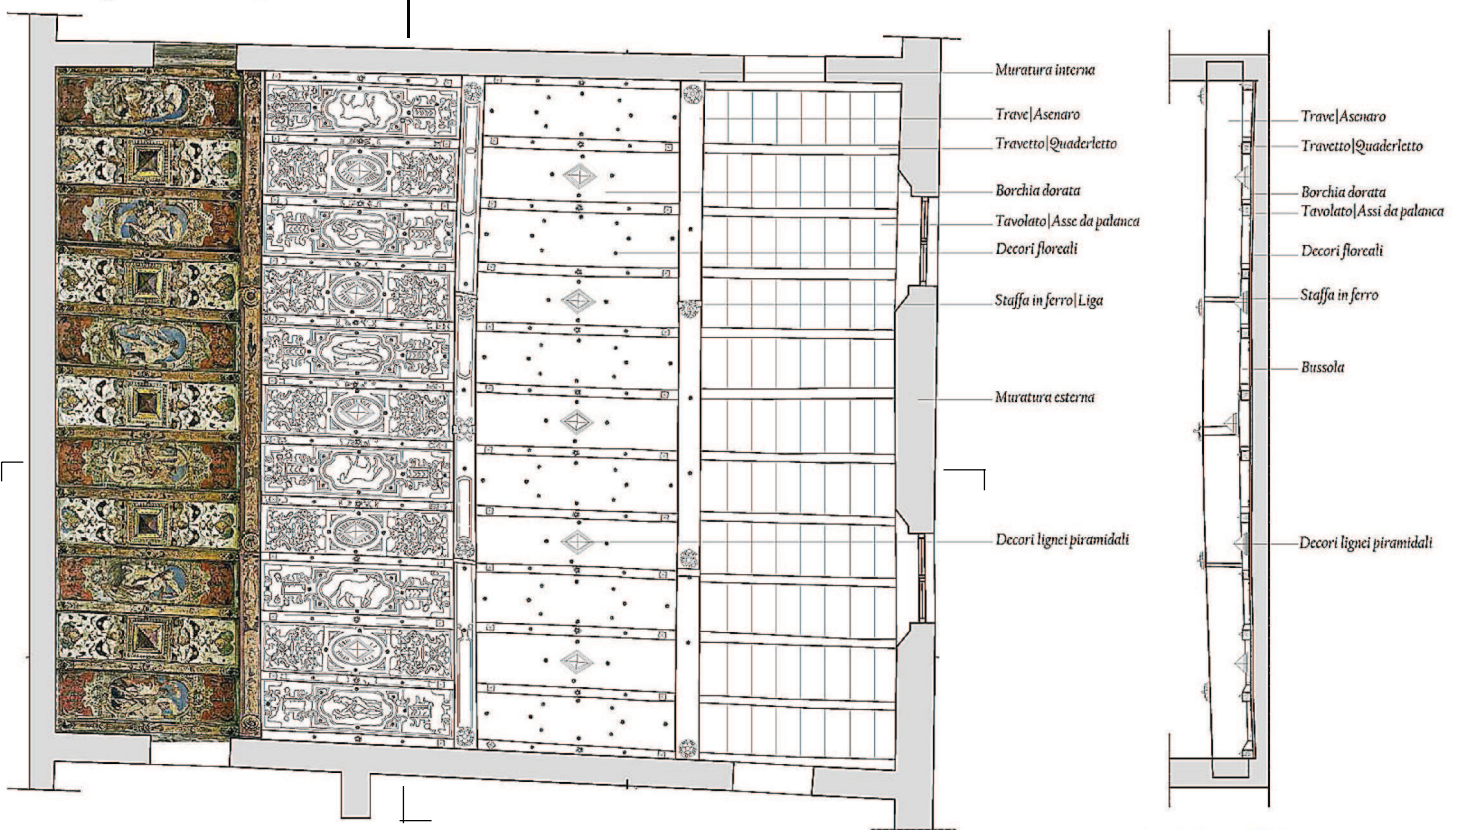 Muratura interna
Trave|Asenaro
Travetto|Quaderletto
Borchia dorata
Tavolato|Asse da palanca
Decori floreali
Staffa in ferro|Liga
Muratura esterna
Decori lignei piramidali
Trave|Asenaro
Travetto|Quaderletto
Borchia dorata
Tavolato|Assi da palanca
Decori floreali
Staffa in ferro
Bussola
Decori lignei piramidali